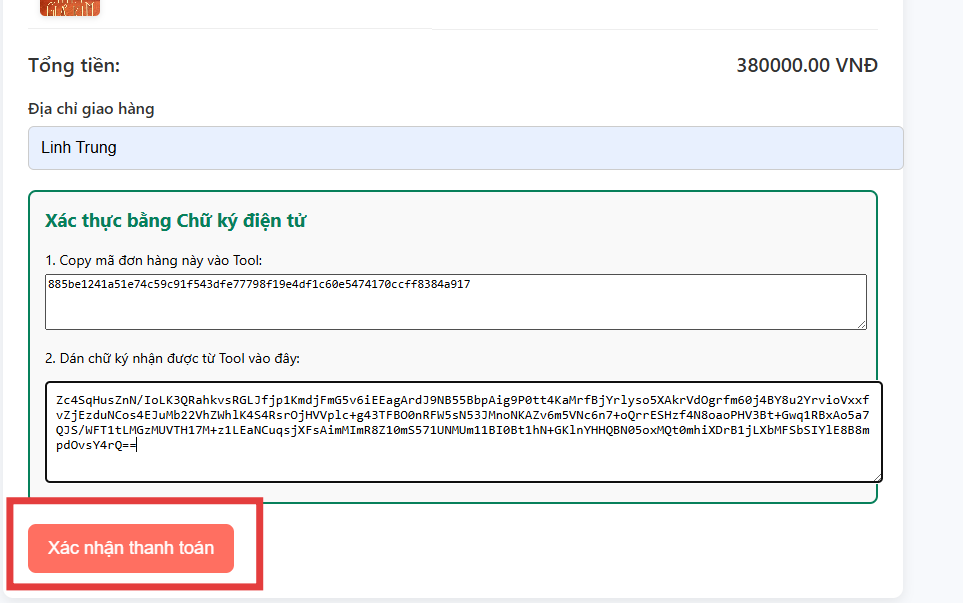 Tổng tiền:
380000.00 VNĐ
Địa chỉ giao hàng
Linh Trung
Xác thực bằng Chữ ký điện tử
1. Copy mã đơn hàng này vào Tool:
885be1241a51e74c59c91f543dfe77798f19e4df1c60e5474170ccff8384a917
2. Dán chữ ký nhận được từ Tool vào đây:
Zc4SqHusZnN/IoLK3QRahkvsRGLJfjp1KmdjFmG5v6iEEagArdJ9NB55BbpAig9P0tt4KaMrfBjYrlyso5XAkrVdOgrfm60j4BY8u2YrvioVxxf
vZjEzduNCos4EJuMb22VhZWhlK4S4RsrOjHVVplc+g43TFBO0nRFW5sN53JMnoNKAZv6m5VNc6n7+oQrrESHzf4N8oaoPHV3Bt+Gwq1RBxAo5a7
QJS/WFT1tLMGzMUVTH17M+z1LEaNCuqsjXFsAimMImR8Z10mS571UNMUm11BI0Bt1hN+GKlnYHHQBN05oxMQt0mhiXDrB1jLXbMFSbSIYlE8B8m
pdOvsY4rQ==
Xác nhận thanh toán